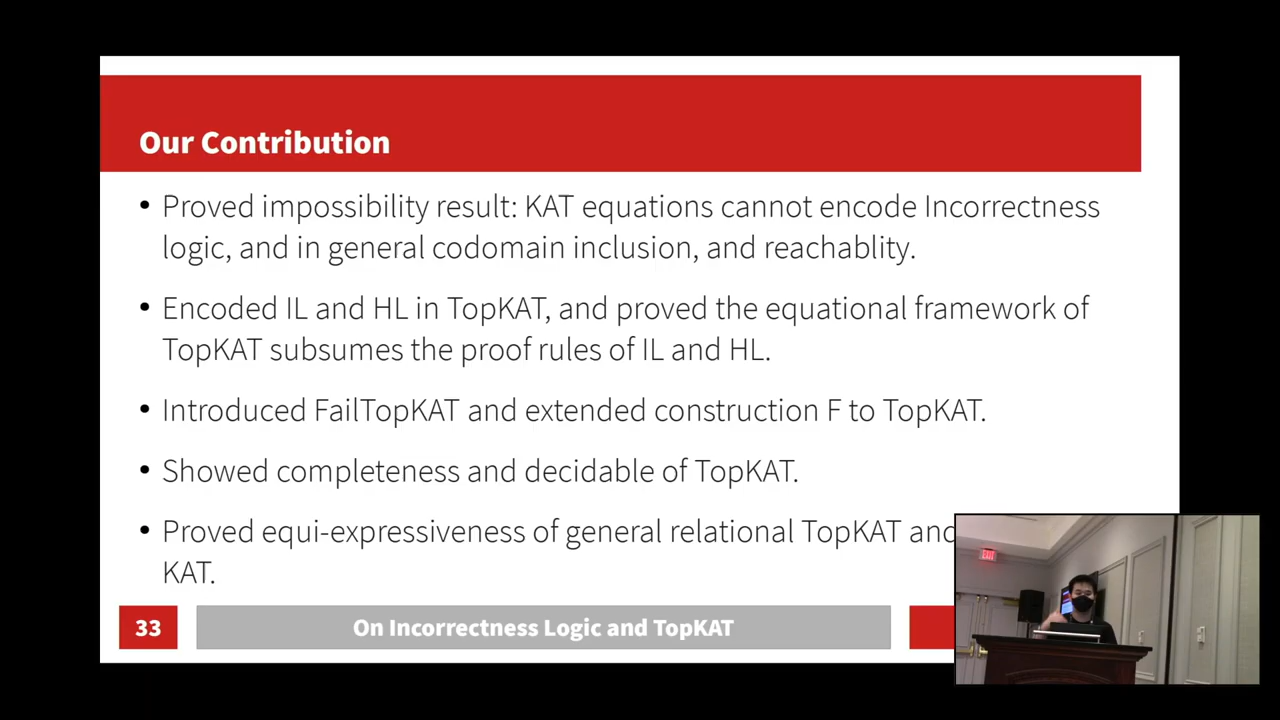 Our Contribution
• Proved impossibility result: KAT equations cannot encode Incorrectness
logic, and in general codomain inclusion, and reachablity.
• Encoded IL and HL in TopKAT, and proved the equational framework of
TopKAT subsumes the proof rules of IL and HL.
• Introduced FailTopKAT and extended construction F to TopKAT.
• Showed completeness and decidable of TopKAT.
• Proved equi-expressiveness of general relational TopKAT and
KAT.
33
On Incorrectness Logic and TopKAT
EXIT